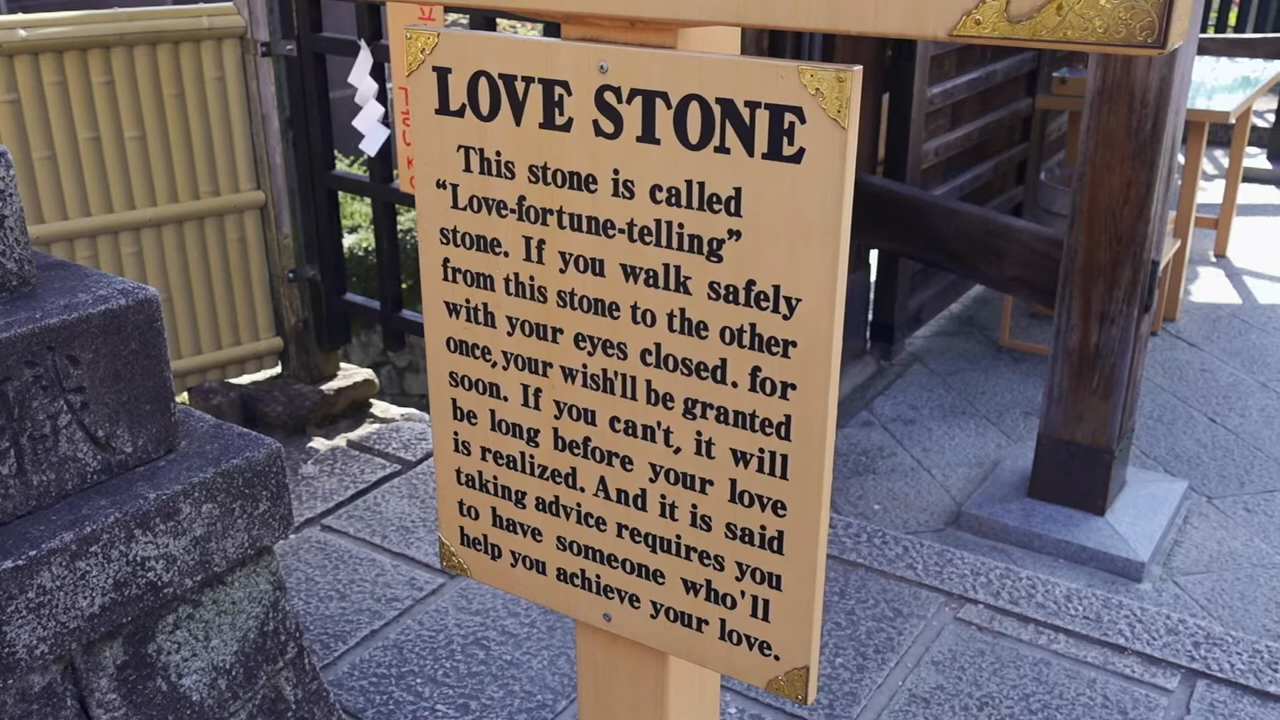 LOVE STONE
This stone is called
“Love-fortune-telling”
stone. If you walk safely
from this stone to the other
with your eyes closed. for
once, your wish'll be granted
soon. If you can't, it will
be long before your love
is realized. And it is said
taking advice requires you
to have someone who'll
help you achieve your love.